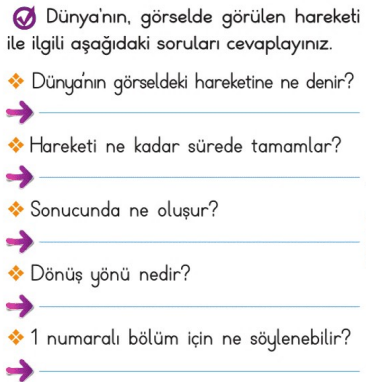 Dünya'nın, görselde görülen hareketi
ile ilgili aşağıdaki soruları cevaplayınız.
Dünya'nın görseldeki hareketine ne denir?
Hareketi ne kadar sürede tamamlar?
Sonucunda ne oluşur?
Dönüş yönü nedir?
1 numaralı bölüm için ne söylenebilir?